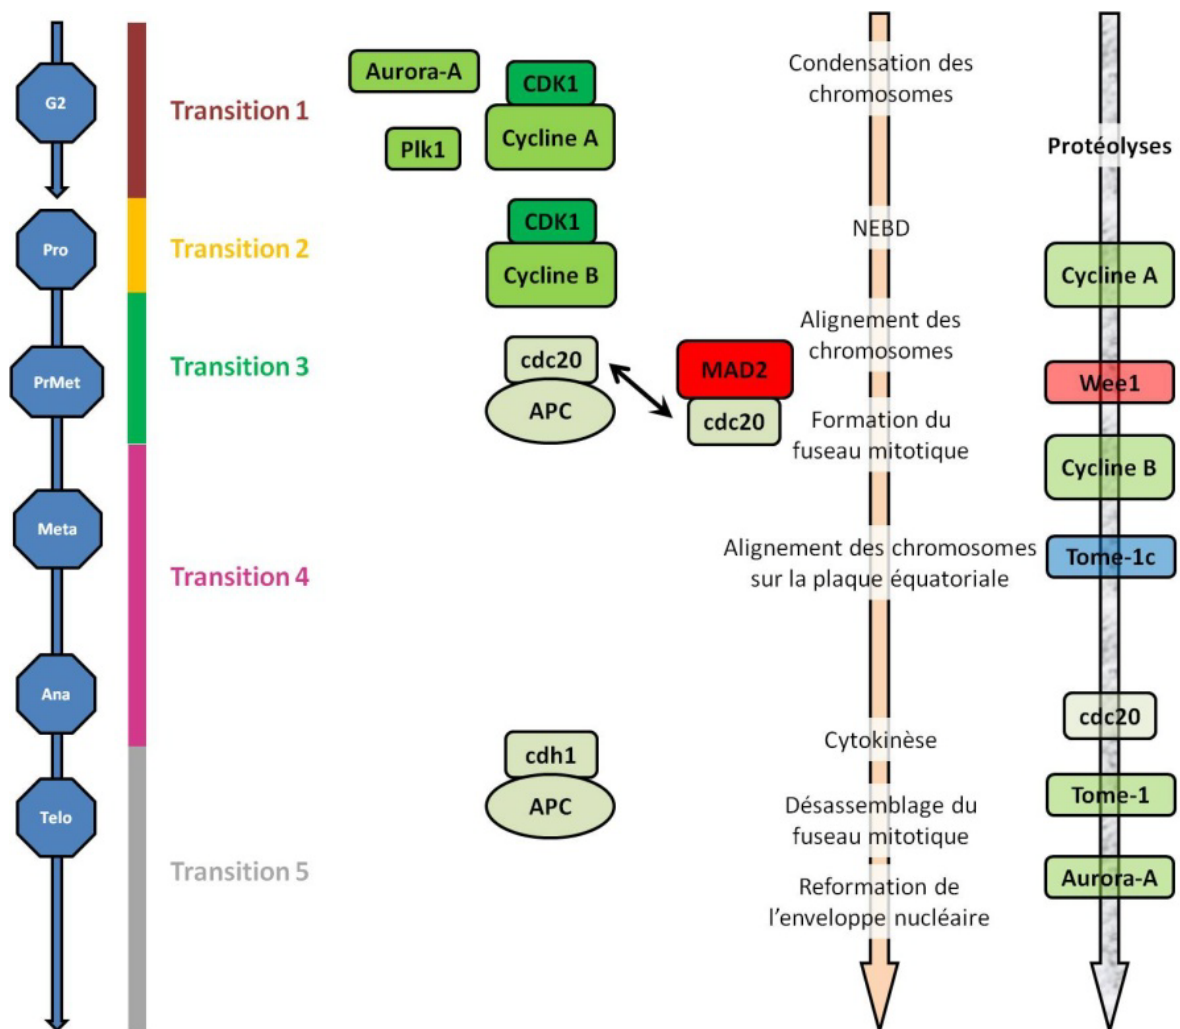 G2
Pro
PrMet
Meta
Ana
Telo
Transition 1
Transition 2
Transition 3
Transition 4
Transition 5
Aurora-A
CDK1
Cycline A
Plk1
CDK1
Cycline B
cdc20
APC
MAD2
cdc20
cdh1
APC
Condensation des
chromosomes
NEBD
Alignement des
chromosomes
Formation du
fuseau mitotique
Alignement des chromosomes
sur la plaque équatoriale
Cytokinèse
Désassemblage du
fuseau mitotique
Reformation de
l'enveloppe nucléaire
Protéolyses
Cycline A
Wee1
Cycline B
Tome-1c
cdc20
Tome-1
Aurora-A